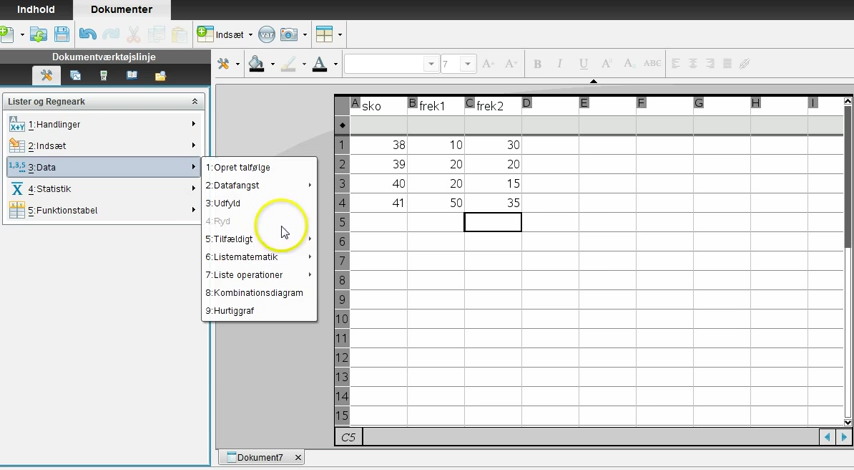 Indhold Dokumenter
Indsæt
Dokumentværktøjslinje
7
B I U A A ABC
Lister og Regneark
1:Handlinger
2:Indsæt
3:Data
4:Statistik
5:Funktionstabel
1:Opret talfølge
2:Datafangst
3:Udfyld
4:Ryd
5:Tilfældigt
6:Listematematik
7:Liste operationer
8:Kombinationsdiagram
9:Hurtiggraf
A sko B frek1 C frek2 D E F G H I
1 38 10 30
2 39 20 20
3 40 20 15
4 41 50 35
5
6
7
8
9
10
11
12
13
14
15
C5
Dokument7